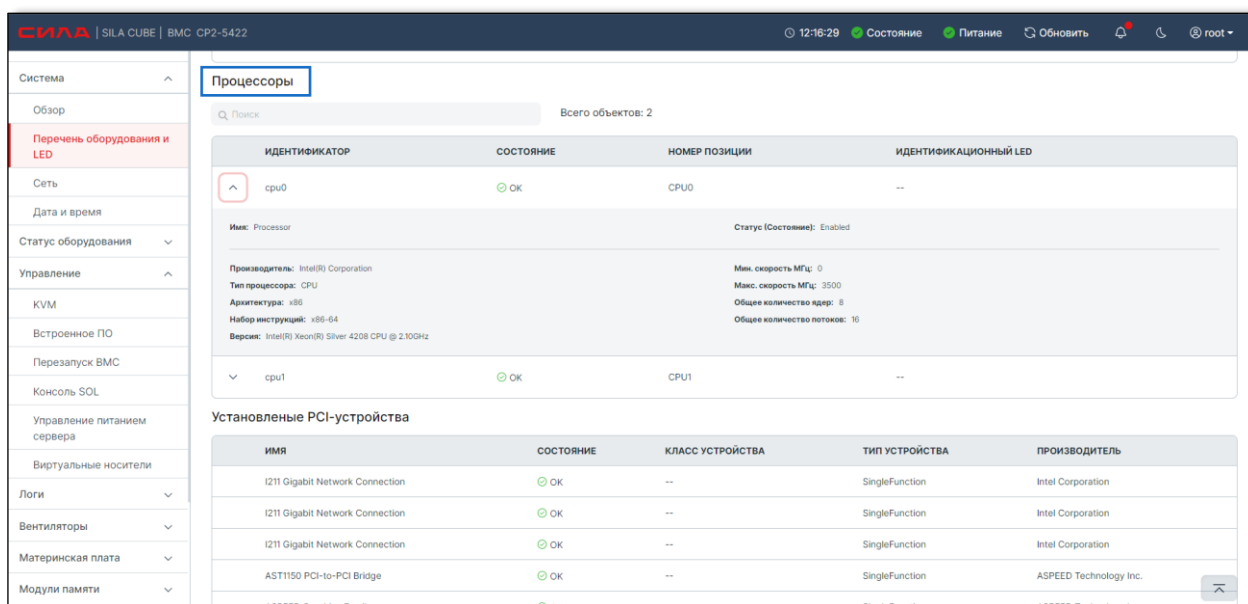 СИЛА | SILA CUBE | BMC CP2-5422
12:16:29 Состояние Питание Обновить root
Система
Обзор
Перечень оборудования и
LED
Сеть
Дата и время
Статус оборудования
Управление
KVM
Встроенное ПО
Перезапуск BMC
Консоль SOL
Управление питанием
сервера
Виртуальные носители
Логи
Вентиляторы
Материнская плата
Модули памяти
Процессоры
Поиск
Всего объектов: 2
ИДЕНТИФИКАТОР СОСТОЯНИЕ НОМЕР ПОЗИЦИИ ИДЕНТИФИКАЦИОННЫЙ LED
cpu0 OK CPU0 --
Имя: Processor Статус (Состояние): Enabled
Производитель: Intel(R) Corporation Мин. скорость МГц: 0
Тип процессора: CPU Макс. скорость МГц: 3500
Архитектура: x86 Общее количество ядер: 8
Набор инструкций: x86-64 Общее количество потоков: 16
Версия: Intel(R) Xeon(R) Silver 4208 CPU @ 2.10GHz
cpu1 OK CPU1 --
Установленые PCI-устройства
ИМЯ СОСТОЯНИЕ КЛАСС УСТРОЙСТВА ТИП УСТРОЙСТВА ПРОИЗВОДИТЕЛЬ
I211 Gigabit Network Connection OK -- SingleFunction Intel Corporation
I211 Gigabit Network Connection OK -- SingleFunction Intel Corporation
I211 Gigabit Network Connection OK -- SingleFunction Intel Corporation
AST1150 PCI-to-PCI Bridge OK -- SingleFunction ASPEED Technology Inc.